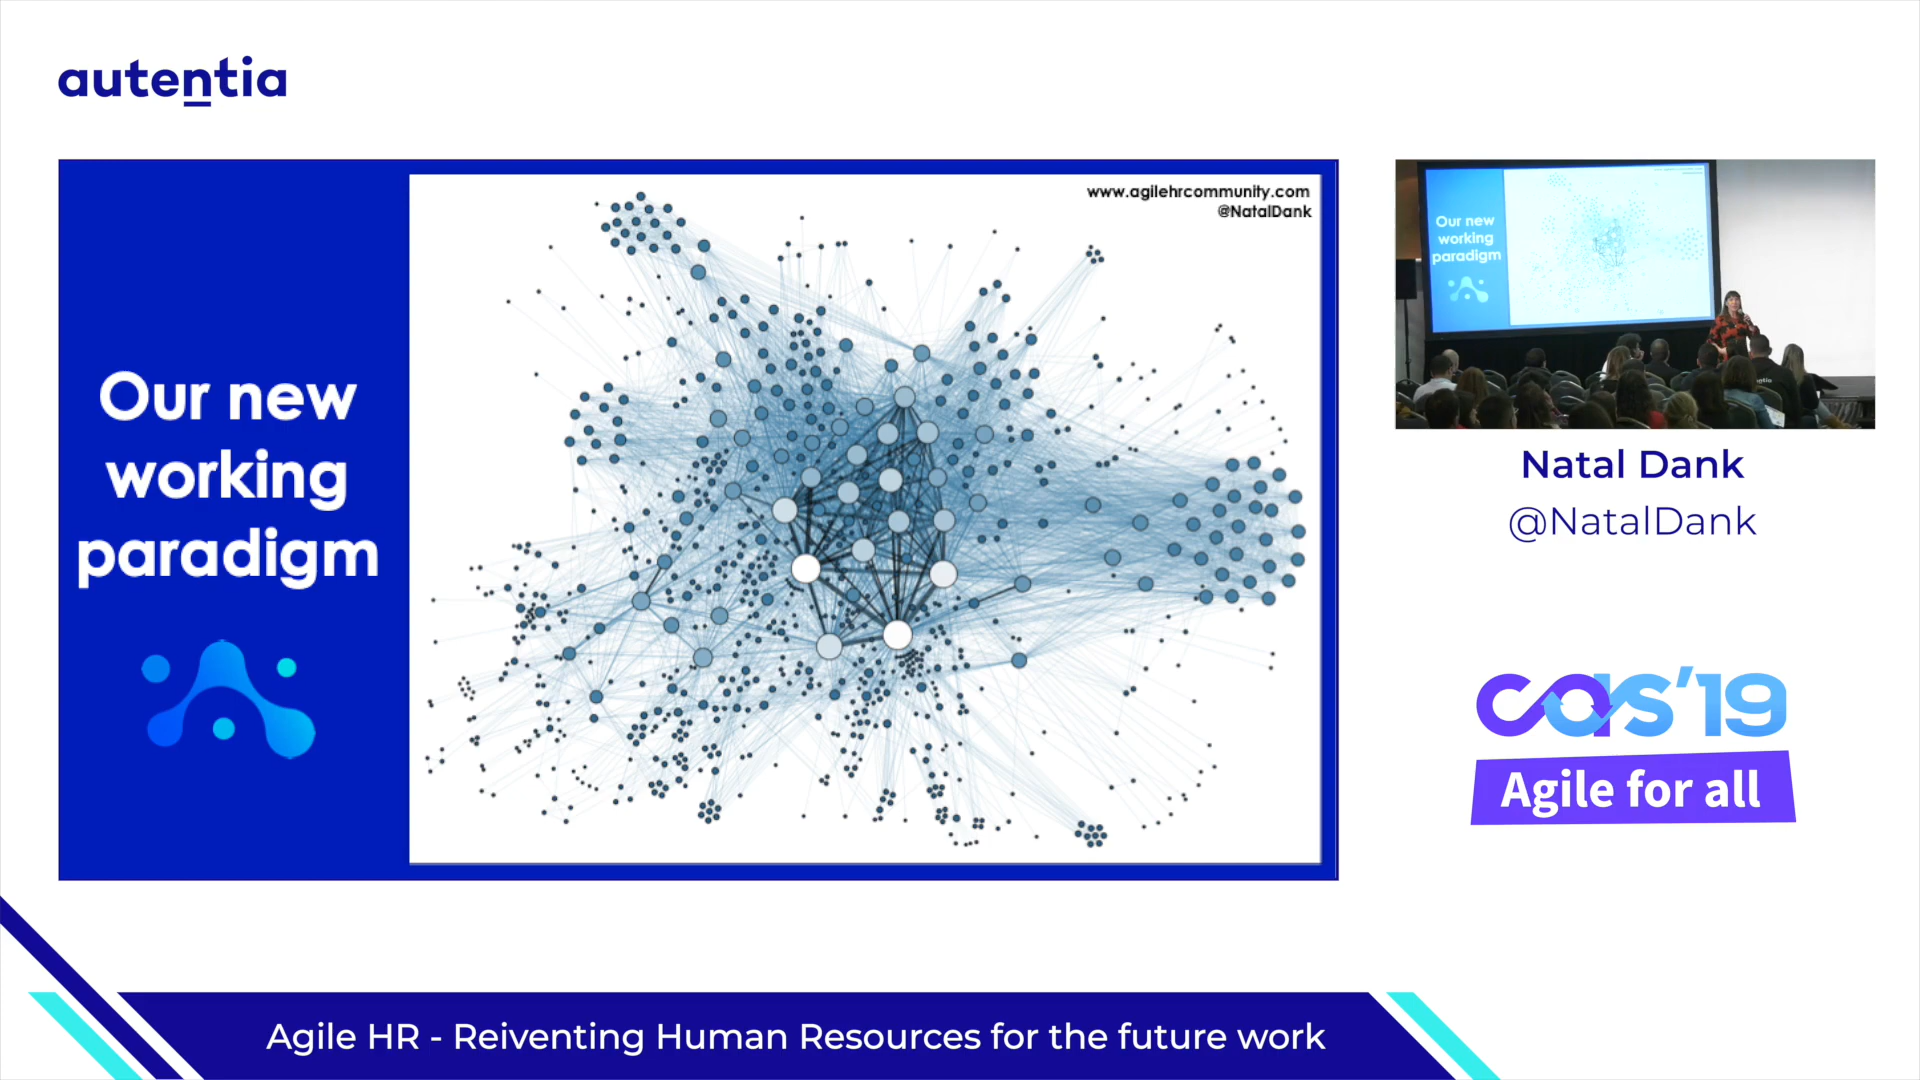 autentia
www.agilehrcommunity.com
@NatalDank
Our new
working
paradigm
Our new
working
paradigm
Natal Dank
@NatalDank
cas'19
Agile for all
Agile HR - Reiventing Human Resources for the future work